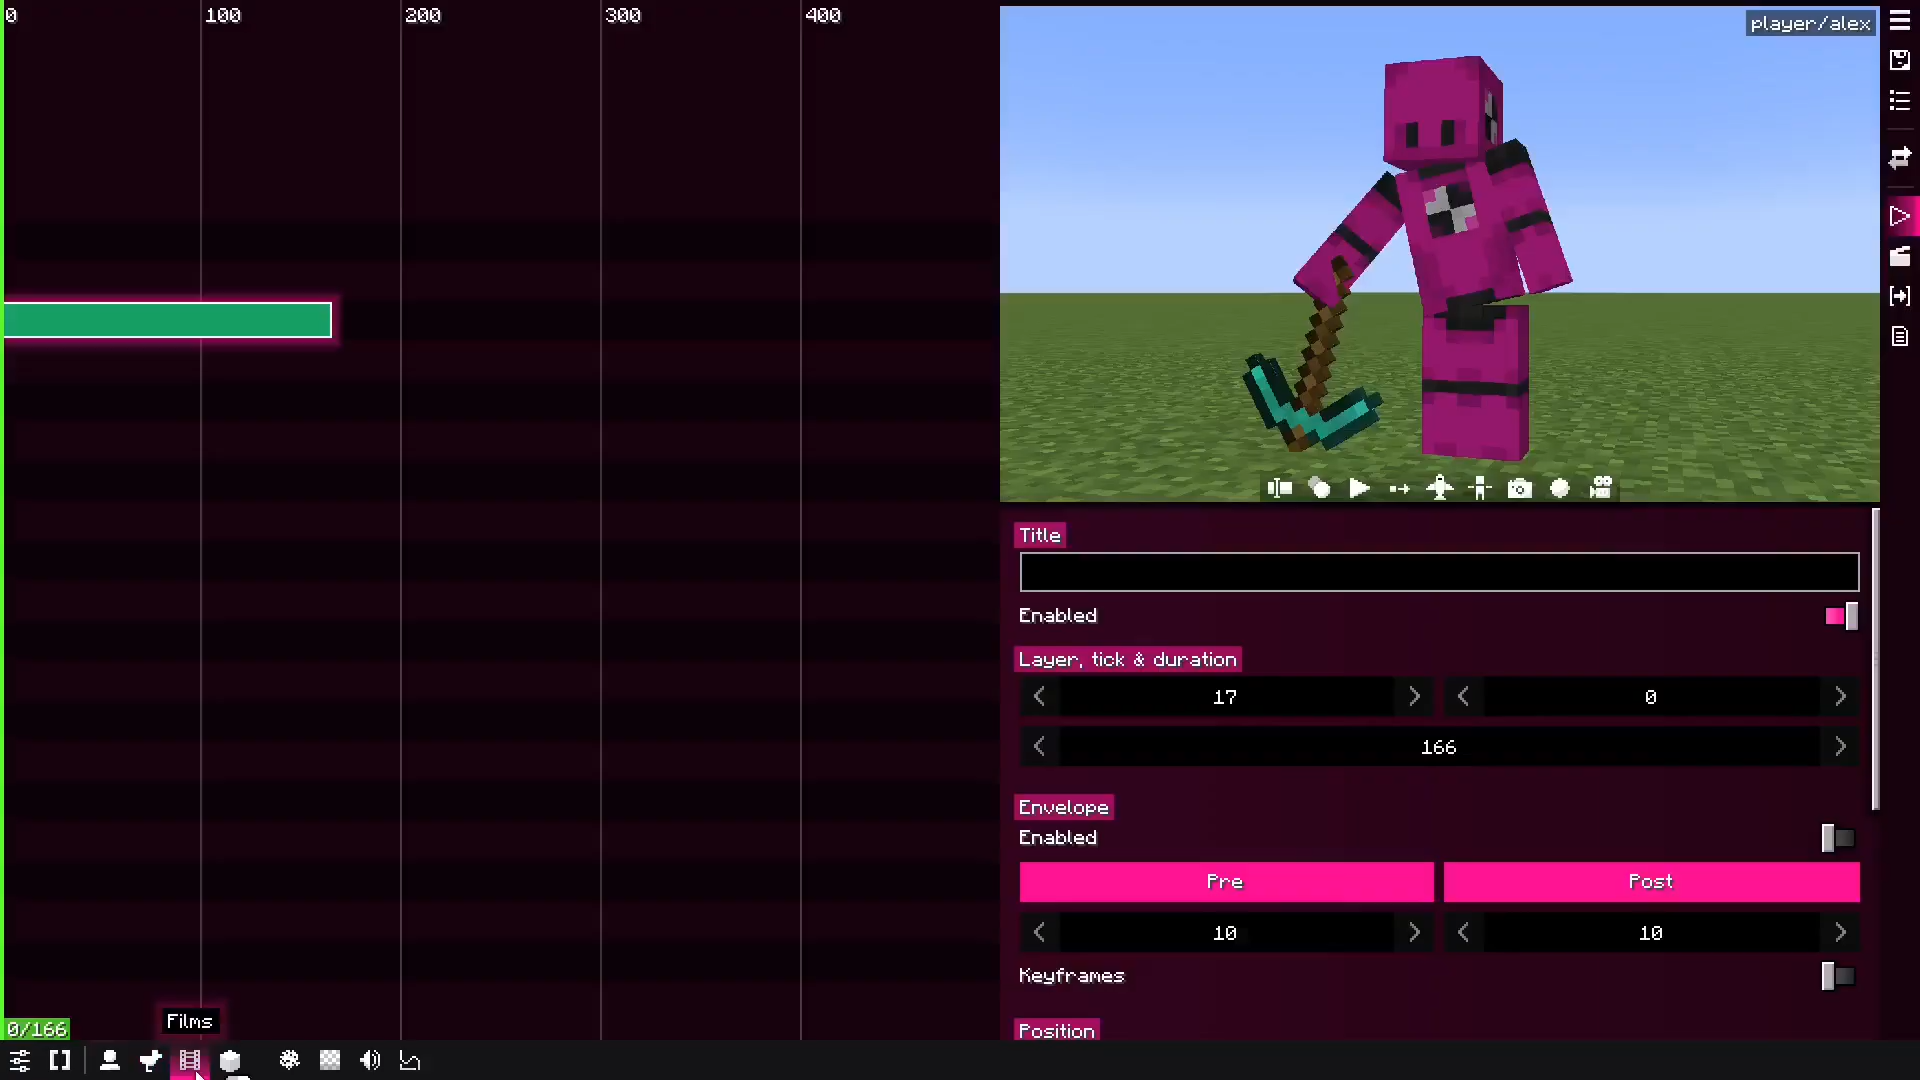 0 100 200 300 400
player/alex
Title
Enabled
Layer, tick & duration
17 0
166
Envelope
Enabled
Pre Post
10 10
Keyframes
Position
Films
0/166